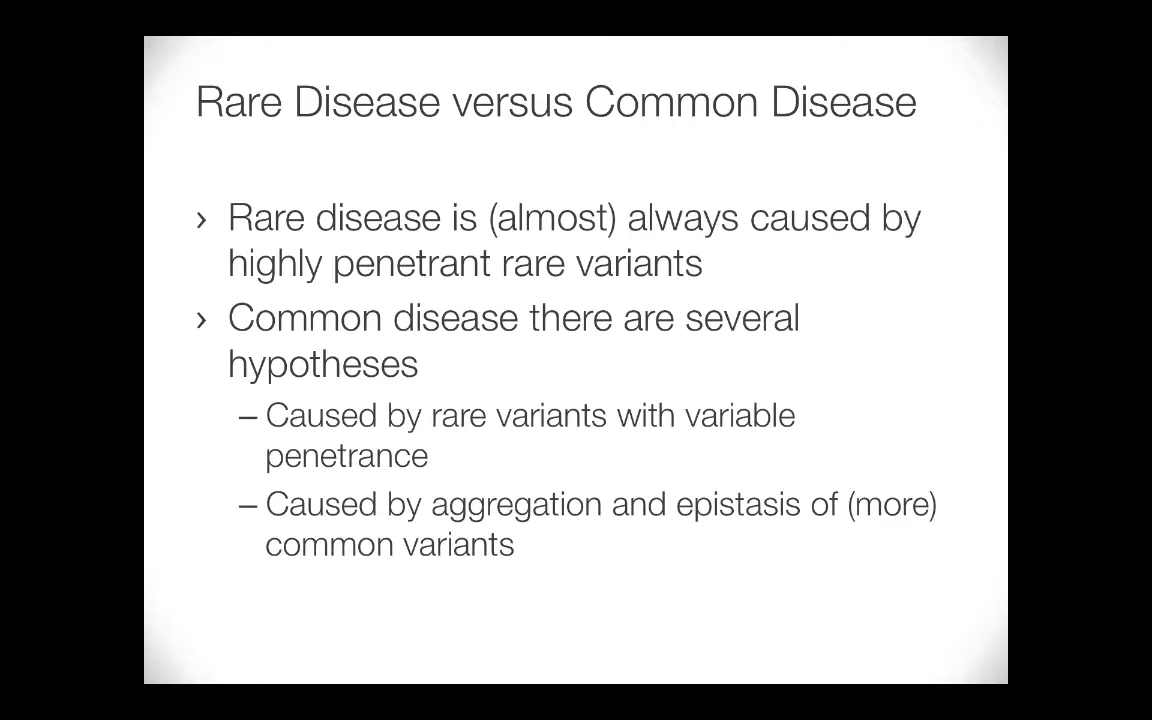 Rare Disease versus Common Disease
› Rare disease is (almost) always caused by
highly penetrant rare variants
› Common disease there are several
hypotheses
– Caused by rare variants with variable
penetrance
– Caused by aggregation and epistasis of (more)
common variants